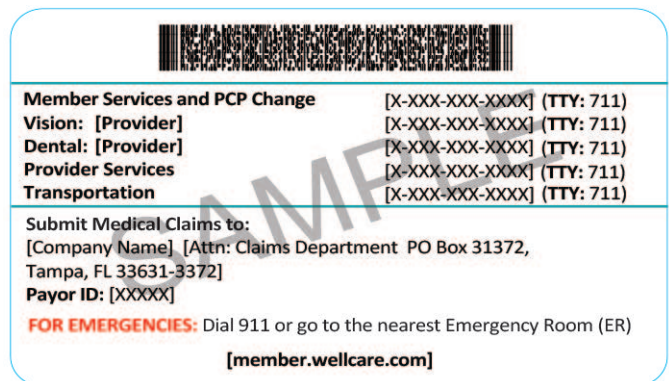 Member Services and PCP Change [X-XXX-XXX-XXXX] (TTY: 711)
Vision: [Provider] [X-XXX-XXX-XXXX] (TTY: 711)
Dental: [Provider] [X-XXX-XXX-XXXX] (TTY: 711)
Provider Services [X-XXX-XXX-XXXX] (TTY: 711)
Transportation [X-XXX-XXX-XXXX] (TTY: 711)
SAMPLE
Submit Medical Claims to:
[Company Name] [Attn: Claims Department PO Box 31372,
Tampa, FL 33631-3372]
Payor ID: [XXXXX]
FOR EMERGENCIES: Dial 911 or go to the nearest Emergency Room (ER)
[member.wellcare.com]